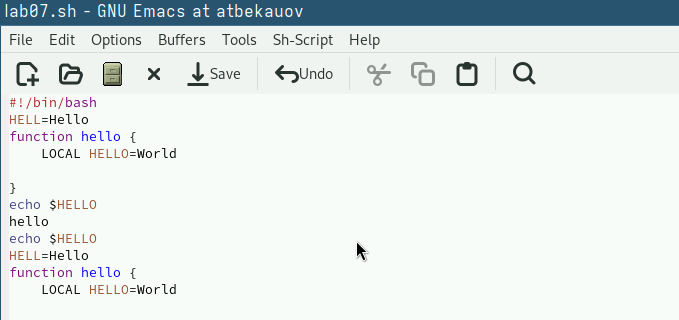 lab07.sh - GNU Emacs at atbekauov
File Edit Options Buffers Tools Sh-Script Help
Save Undo
#!/bin/bash
HELL=Hello
function hello {
    LOCAL HELLO=World
}
echo $HELLO
hello
echo $HELLO
HELL=Hello
function hello {
    LOCAL HELLO=World